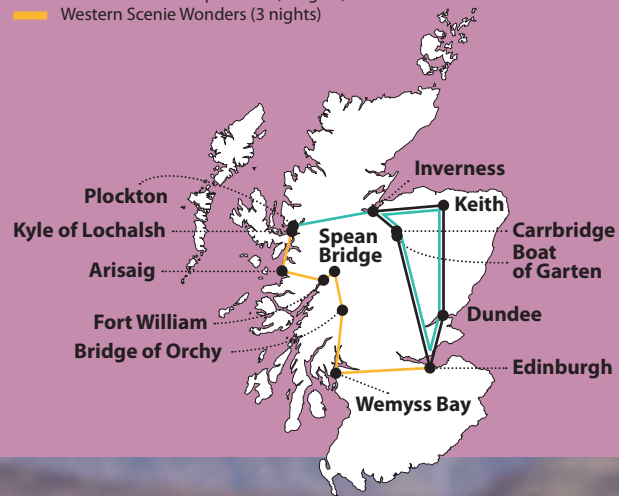 Western Scenie Wonders (3 nights)
Inverness
Plockton
Keith
Kyle of Lochalsh
Spean
Bridge
Carrbridge
Boat
of Garten
Arisaig
Fort William
Dundee
Bridge of Orchy
Edinburgh
Wemyss Bay